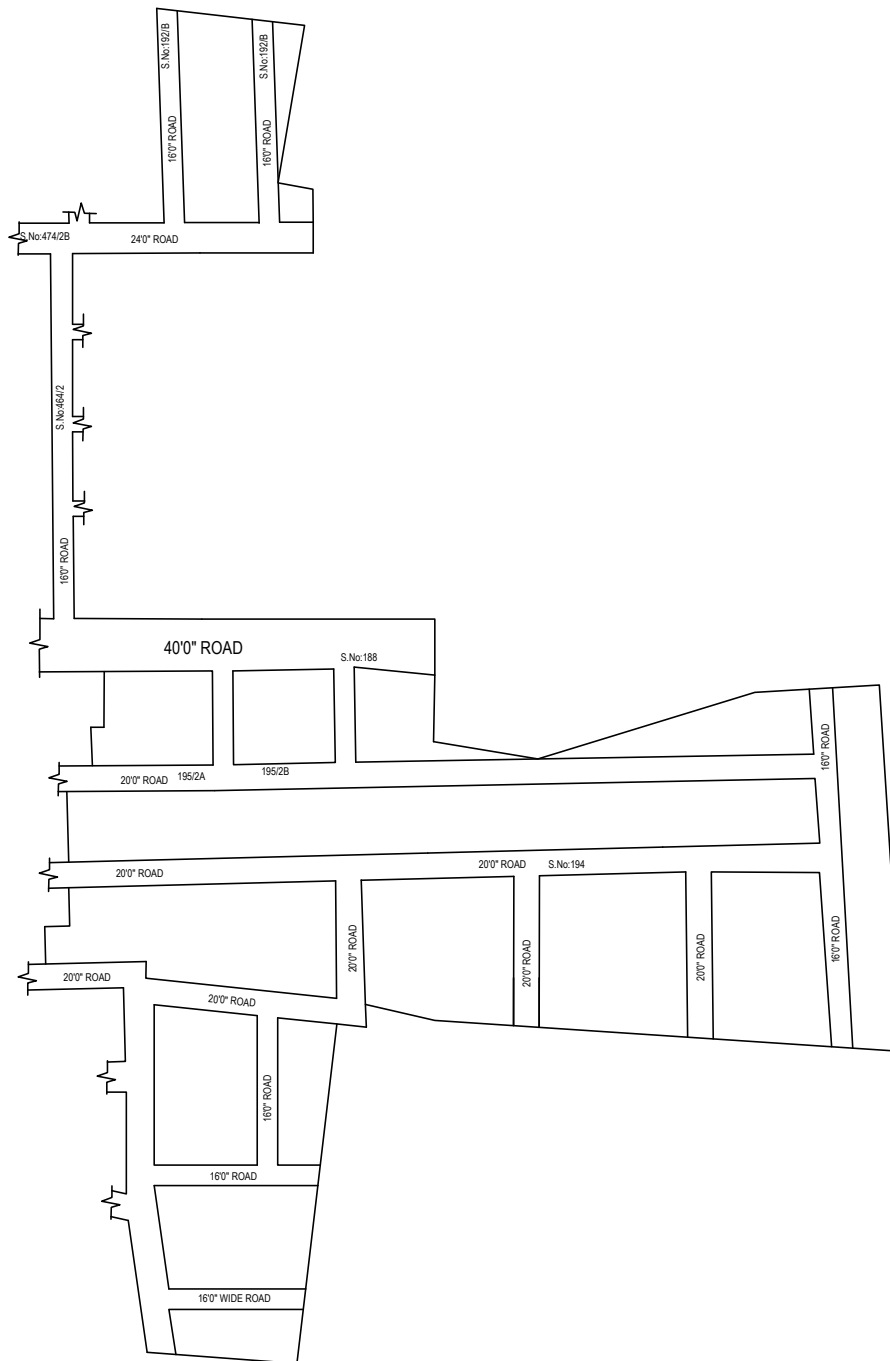 S.No:192/B
S.No:192/B
16'0" ROAD
16'0" ROAD
S.No:474/2B
24'0" ROAD
S.No:464/2
16'0" ROAD
40'0" ROAD
S.No:188
20'0" ROAD
195/2A
195/2B
16'0" ROAD
20'0" ROAD
20'0" ROAD
S.No:194
20'0" ROAD
20'0" ROAD
20'0" ROAD
16'0" ROAD
20'0" ROAD
20'0" ROAD
16'0" ROAD
16'0" ROAD
16'0" WIDE ROAD